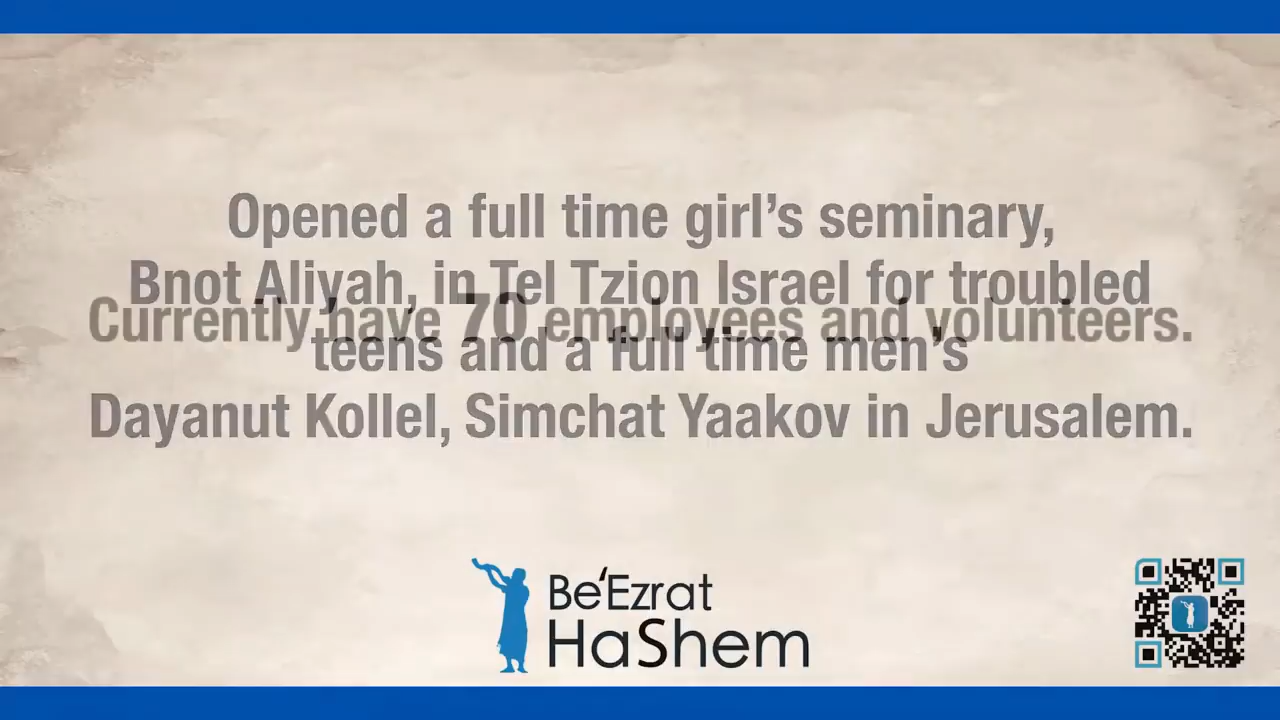 Opened a full time girl’s seminary,
Bnot Aliyah, in Tel Tzion Israel for troubled
Currently have 70 employees and volunteers.
teens and a full time men’s
Dayanut Kollel, Simchat Yaakov in Jerusalem.
Be’Ezrat
HaShem